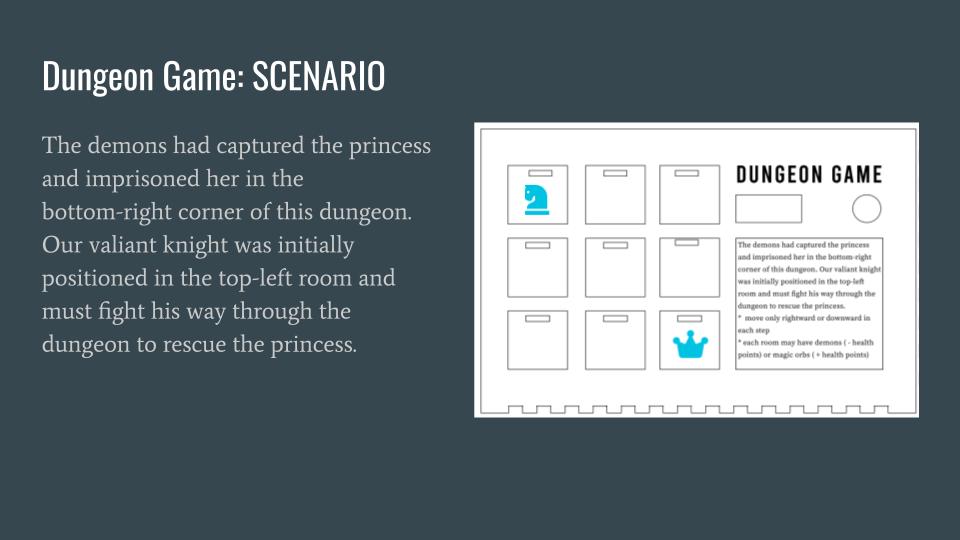 Dungeon Game: SCENARIO
The demons had captured the princess
and imprisoned her in the
bottom-right corner of this dungeon.
Our valiant knight was initially
positioned in the top-left room and
must fight his way through the
dungeon to rescue the princess.
DUNGEON GAME
The demons had captured the princess
and imprisoned her in the bottom-right
corner of this dungeon. Our valiant knight
was initially positioned in the top-left
room and must fight his way through the
dungeon to rescue the princess.
* move only rightward or downward in
each step
* each room may have demons ( - health
points) or magic orbs ( + health points)